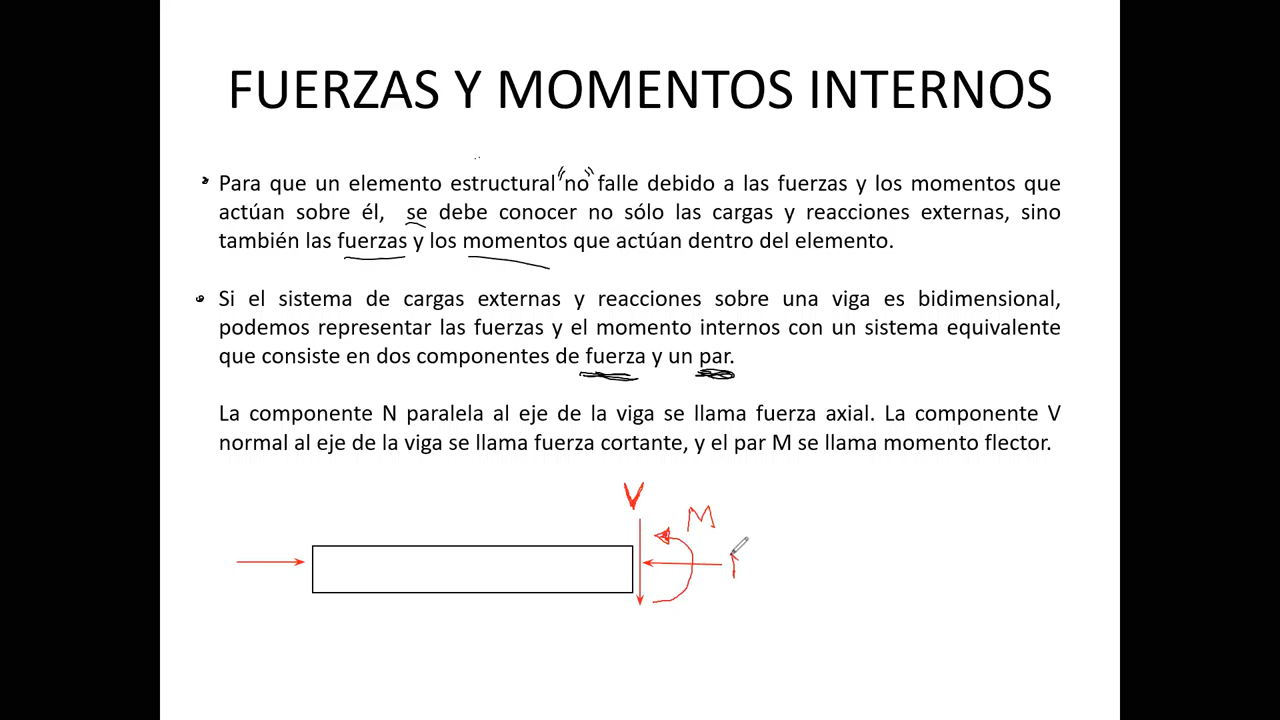 FUERZAS Y MOMENTOS INTERNOS
Para que un elemento estructural "no" falle debido a las fuerzas y los momentos que
actúan sobre él, se debe conocer no sólo las cargas y reacciones externas, sino
también las fuerzas y los momentos que actúan dentro del elemento.
Si el sistema de cargas externas y reacciones sobre una viga es bidimensional,
podemos representar las fuerzas y el momento internos con un sistema equivalente
que consiste en dos componentes de fuerza y un par.
La componente N paralela al eje de la viga se llama fuerza axial. La componente V
normal al eje de la viga se llama fuerza cortante, y el par M se llama momento flector.
V
M